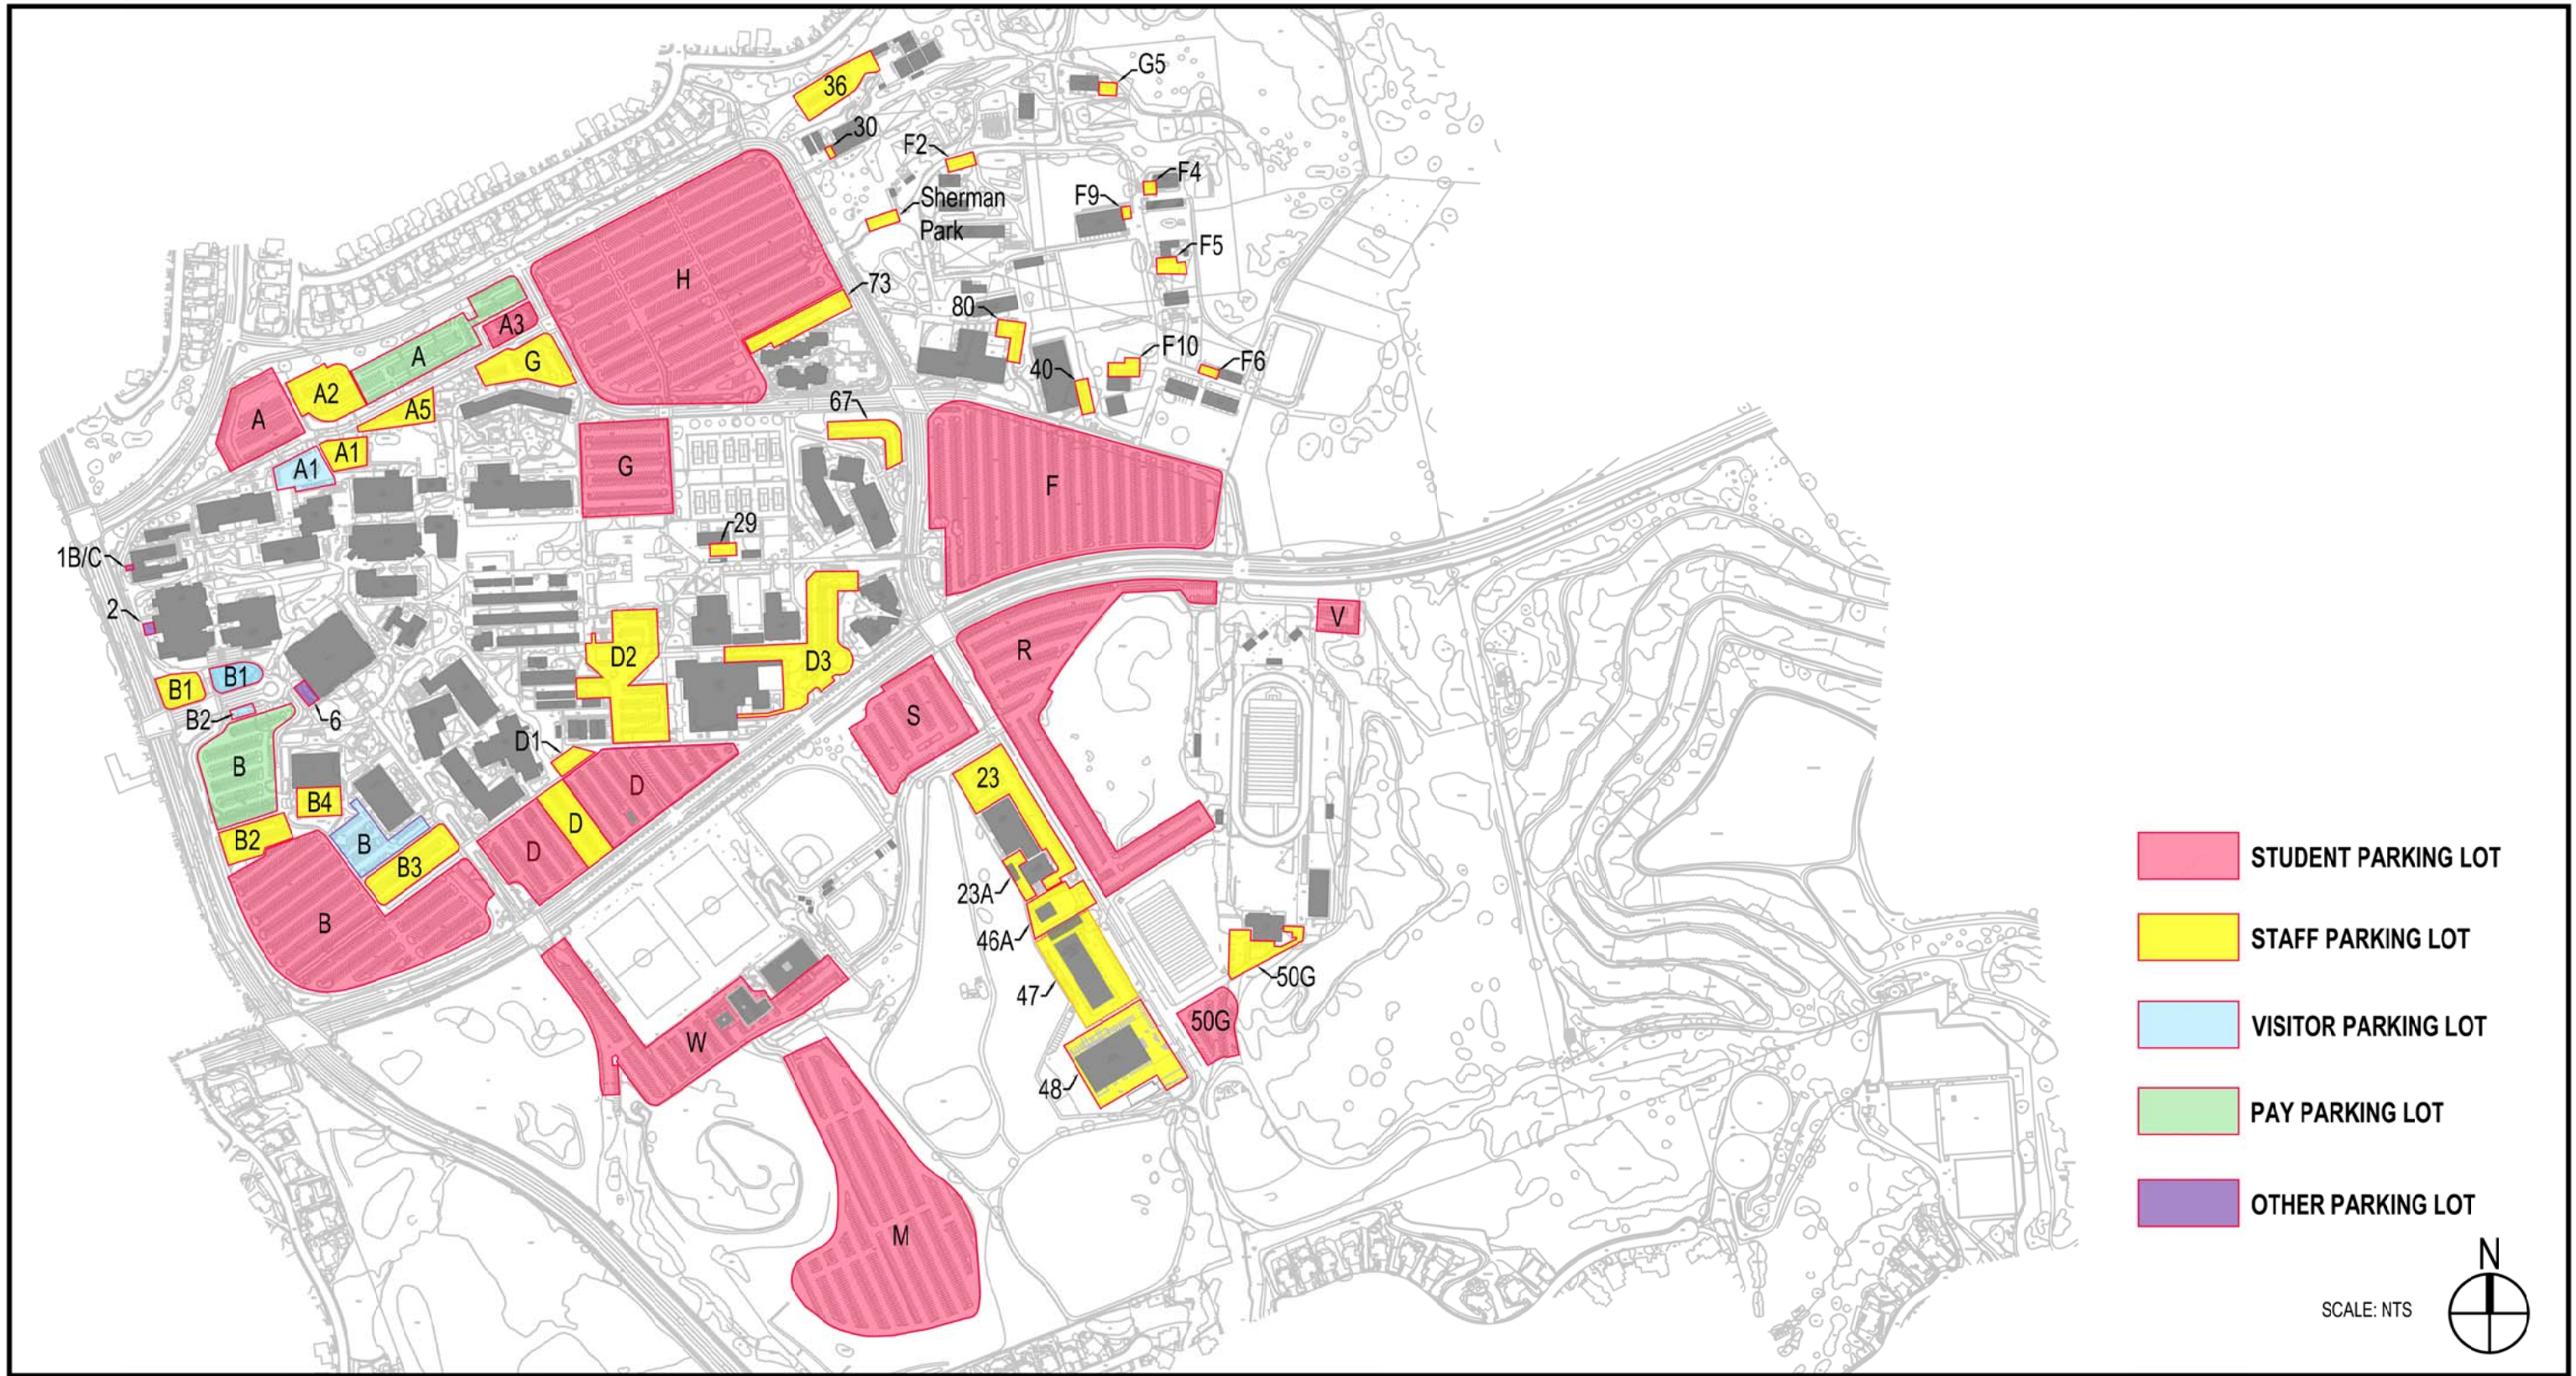 36
G5
30
F2
F4
Sherman
Park
F9
F5
H
73
A3
80
A
G
F10
F6
40
A2
A5
A
67
A1
A1
G
F
29
1B/C
2
V
D2
D3
R
B1
B1
B2
6
S
D1
B
23
D
B4
D
B2
B
B3
D
23A
B
46A
50G
47
50G
W
48
M
STUDENT PARKING LOT
STAFF PARKING LOT
VISITOR PARKING LOT
PAY PARKING LOT
OTHER PARKING LOT
N
SCALE: NTS